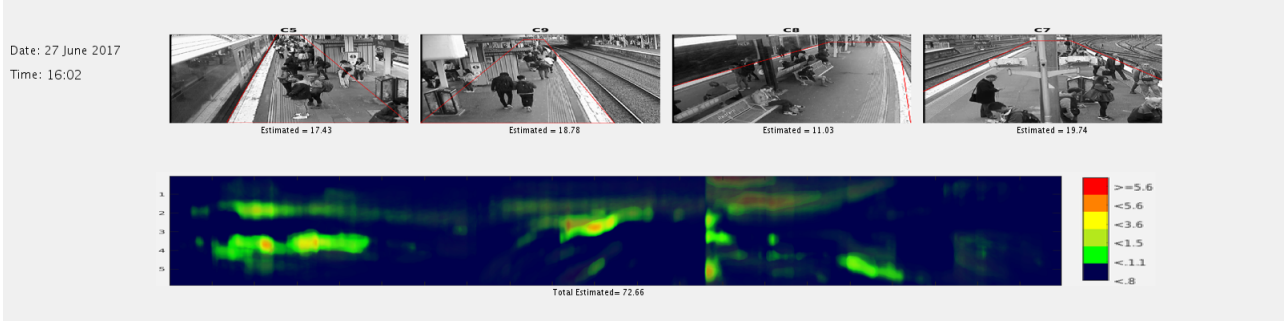 Date: 27 June 2017
Time: 16:02
C5
C9
C8
C7
Estimated = 17.43
Estimated = 18.78
Estimated = 11.03
Estimated = 19.74
1
2
3
4
5
>=5.6
<5.6
<3.6
<1.5
<.1.1
<.8
Total Estimated= 72.66